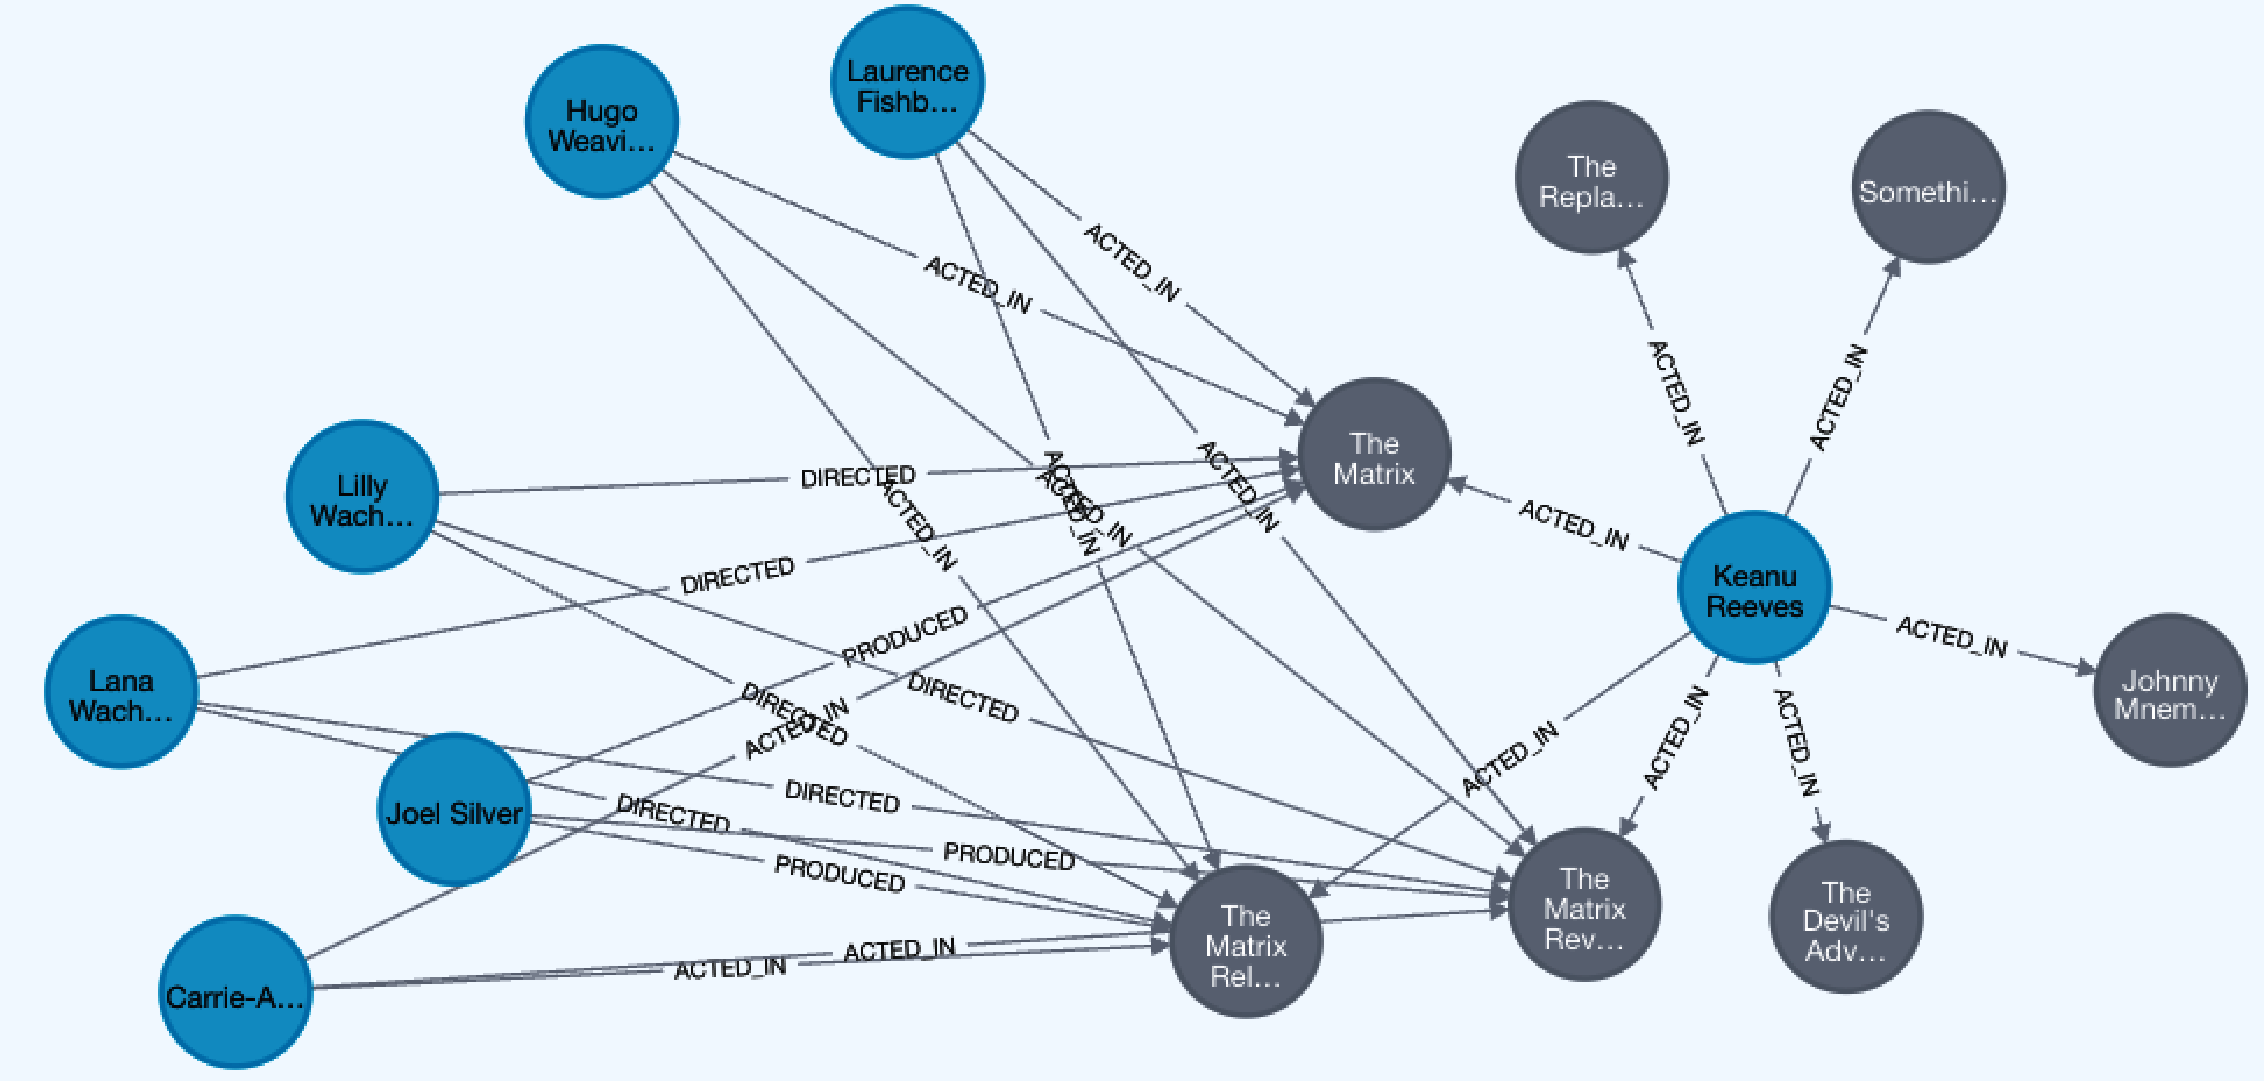 Laurence
Fishb...
Hugo
Weavi...
The
Repla...
Somethi...
ACTED_IN
ACTED_IN
ACTED_IN
ACTED_IN
The
Matrix
Lilly
Wach...
DIRECTED
ACTED_IN
ACTED_IN
ACTED_IN
ACTED_IN
ACTED_IN
Keanu
Reeves
DIRECTED
PRODUCED
ACTED_IN
Johnny
Mnem...
Lana
Wach...
DIRECTED
DIRECTED
ACTED_IN
ACTED_IN
ACTED_IN
ACTED_IN
Joel Silver
DIRECTED
DIRECTED
PRODUCED
PRODUCED
The
Matrix
Rev...
The
Devil's
Adv...
The
Matrix
Rel...
ACTED_IN
ACTED_IN
Carrie-A...